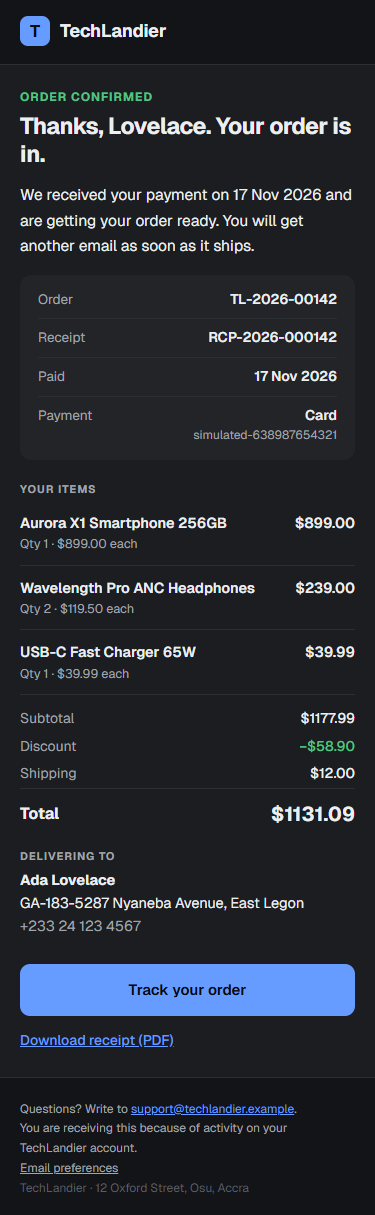 T TechLandier
ORDER CONFIRMED
Thanks, Lovelace. Your order is
in.
We received your payment on 17 Nov 2026 and
are getting your order ready. You will get
another email as soon as it ships.
Order TL-2026-00142
Receipt RCP-2026-000142
Paid 17 Nov 2026
Payment Card
simulated-638987654321
YOUR ITEMS
Aurora X1 Smartphone 256GB $899.00
Qty 1 · $899.00 each
Wavelength Pro ANC Headphones $239.00
Qty 2 · $119.50 each
USB-C Fast Charger 65W $39.99
Qty 1 · $39.99 each
Subtotal $1177.99
Discount −$58.90
Shipping $12.00
Total $1131.09
DELIVERING TO
Ada Lovelace
GA-183-5287 Nyaneba Avenue, East Legon
+233 24 123 4567
Track your order
Download receipt (PDF)
Questions? Write to support@techlandier.example.
You are receiving this because of activity on your
TechLandier account.
Email preferences
TechLandier · 12 Oxford Street, Osu, Accra